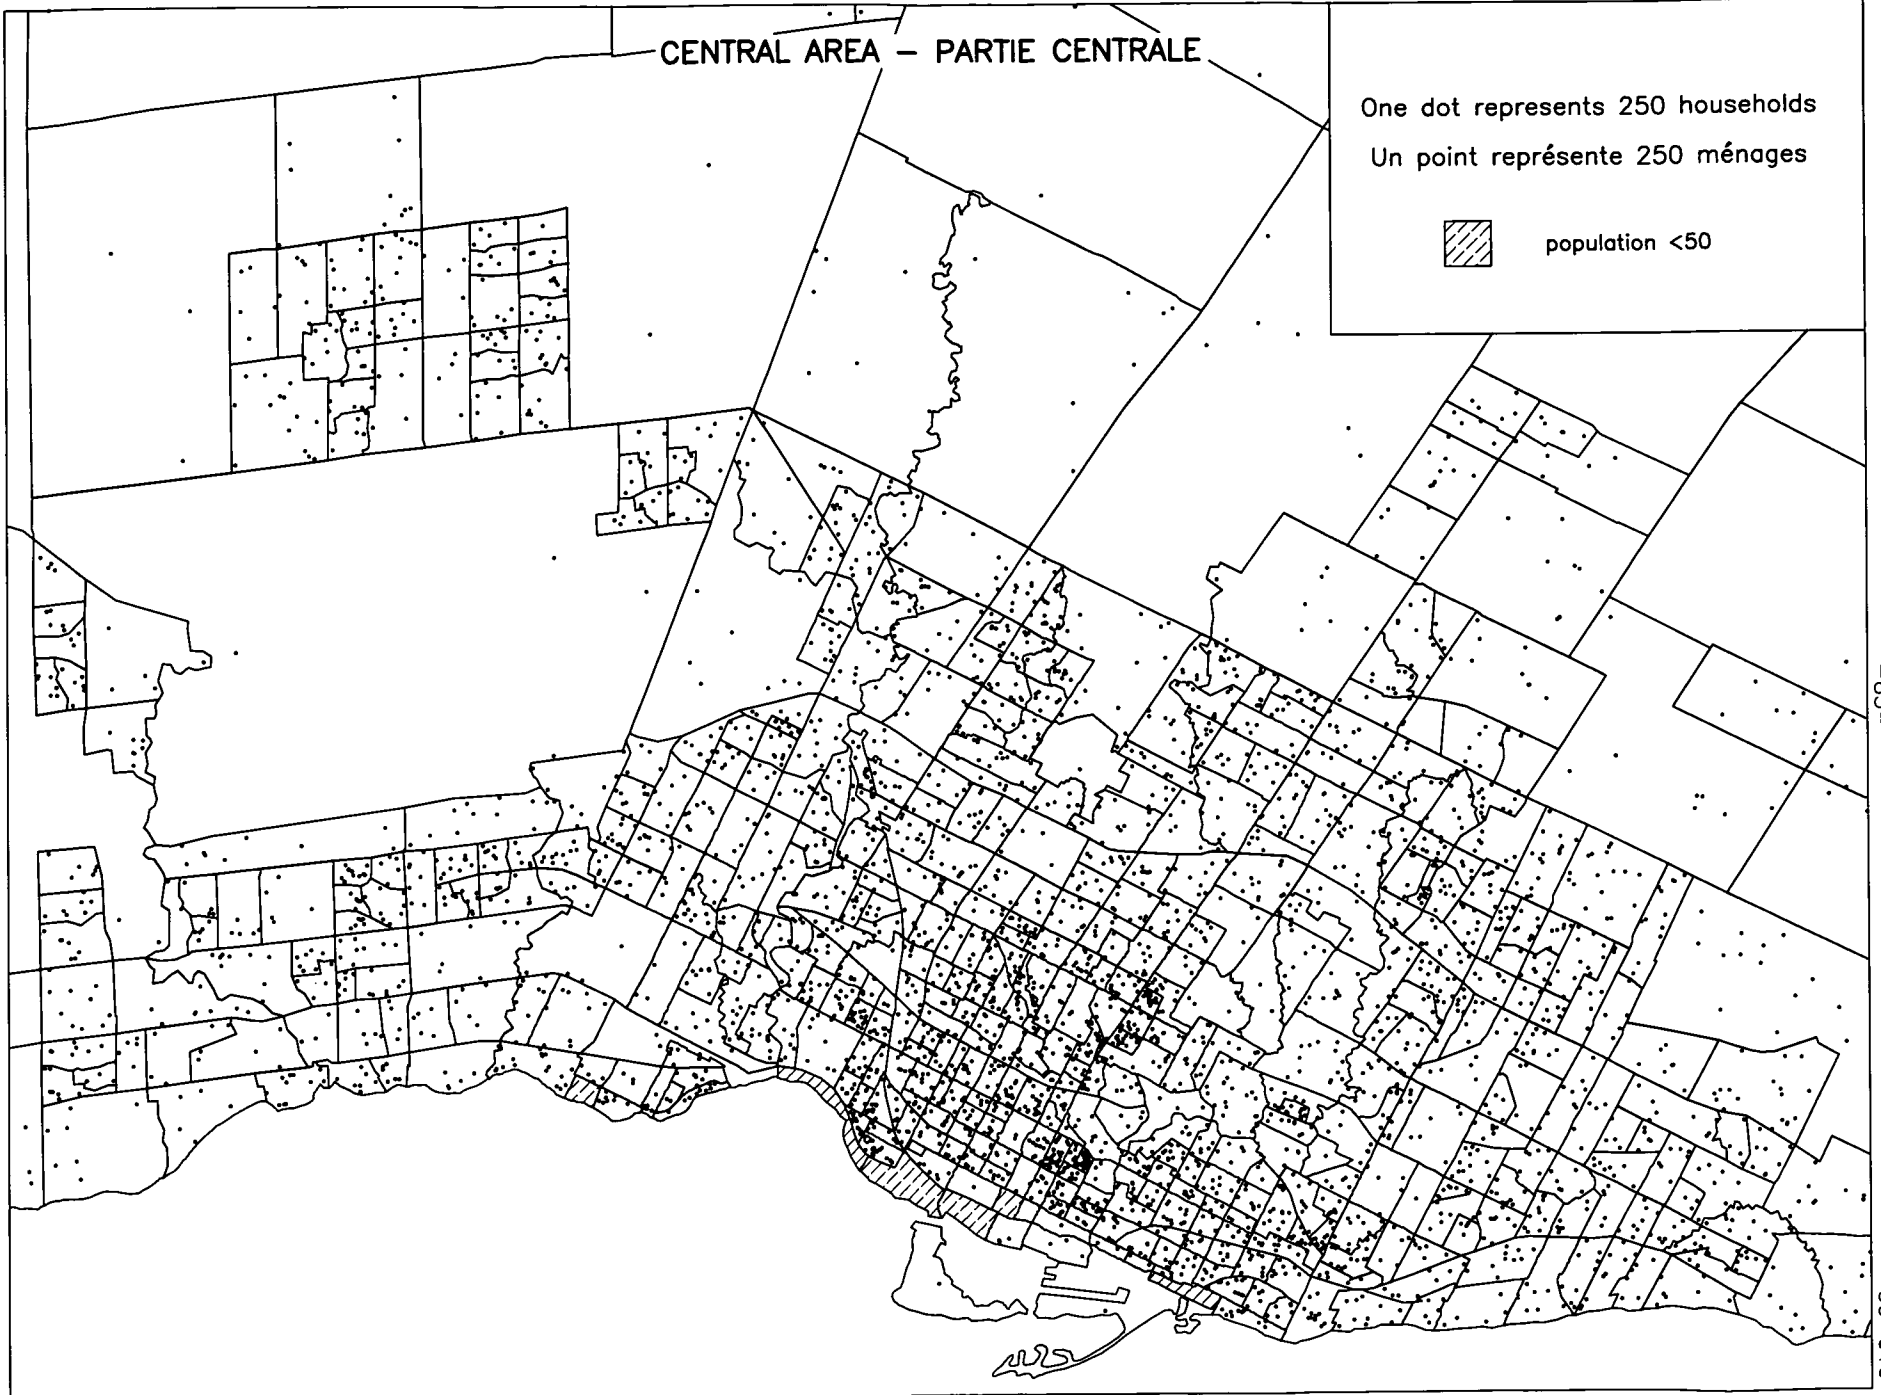 CENTRAL AREA – PARTIE CENTRALE
One dot represents 250 households
Un point représente 250 ménages
population <50